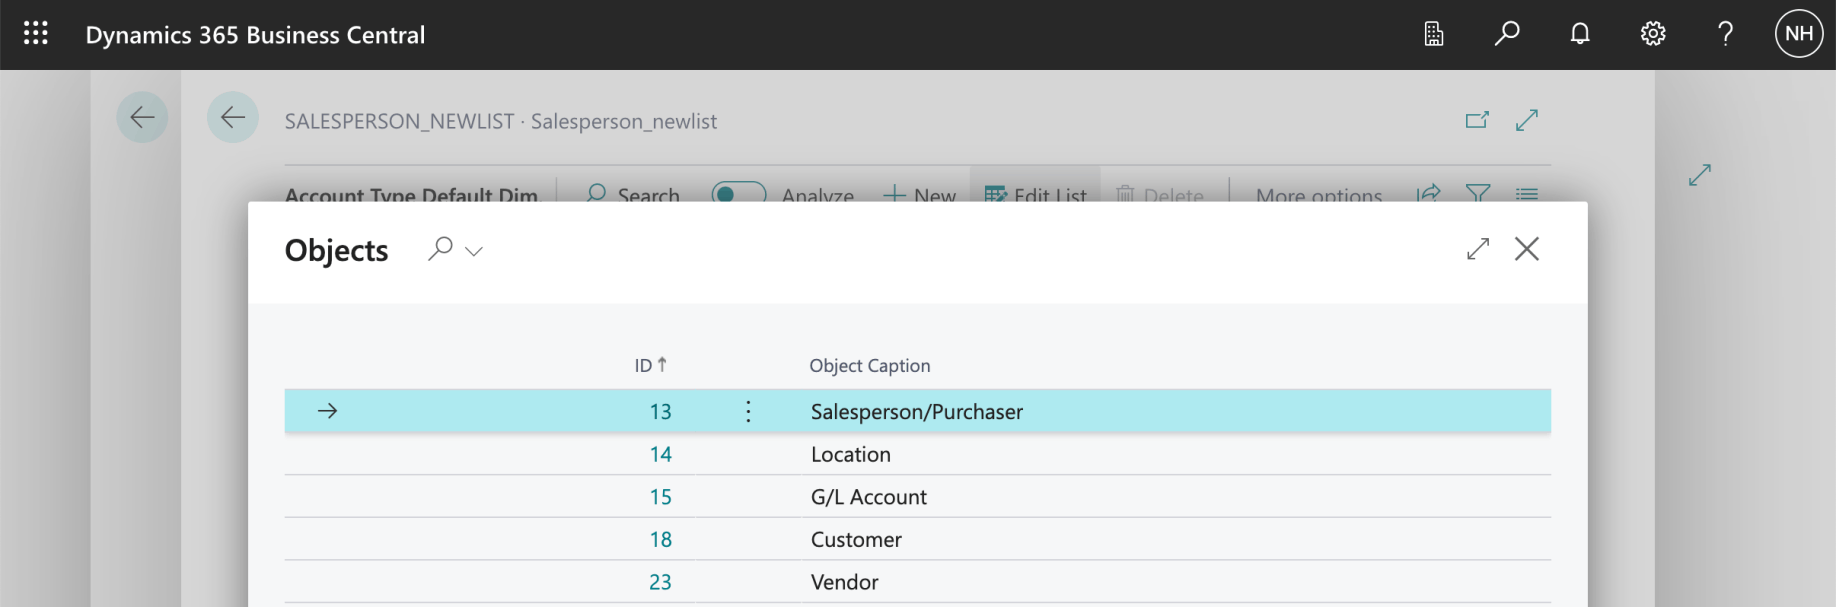 Dynamics 365 Business Central
NH
SALESPERSON_NEWLIST · Salesperson_newlist
Account Type Default Dim. Search Analyze New Edit List Delete More options
Objects
ID Object Caption
13 Salesperson/Purchaser
14 Location
15 G/L Account
18 Customer
23 Vendor